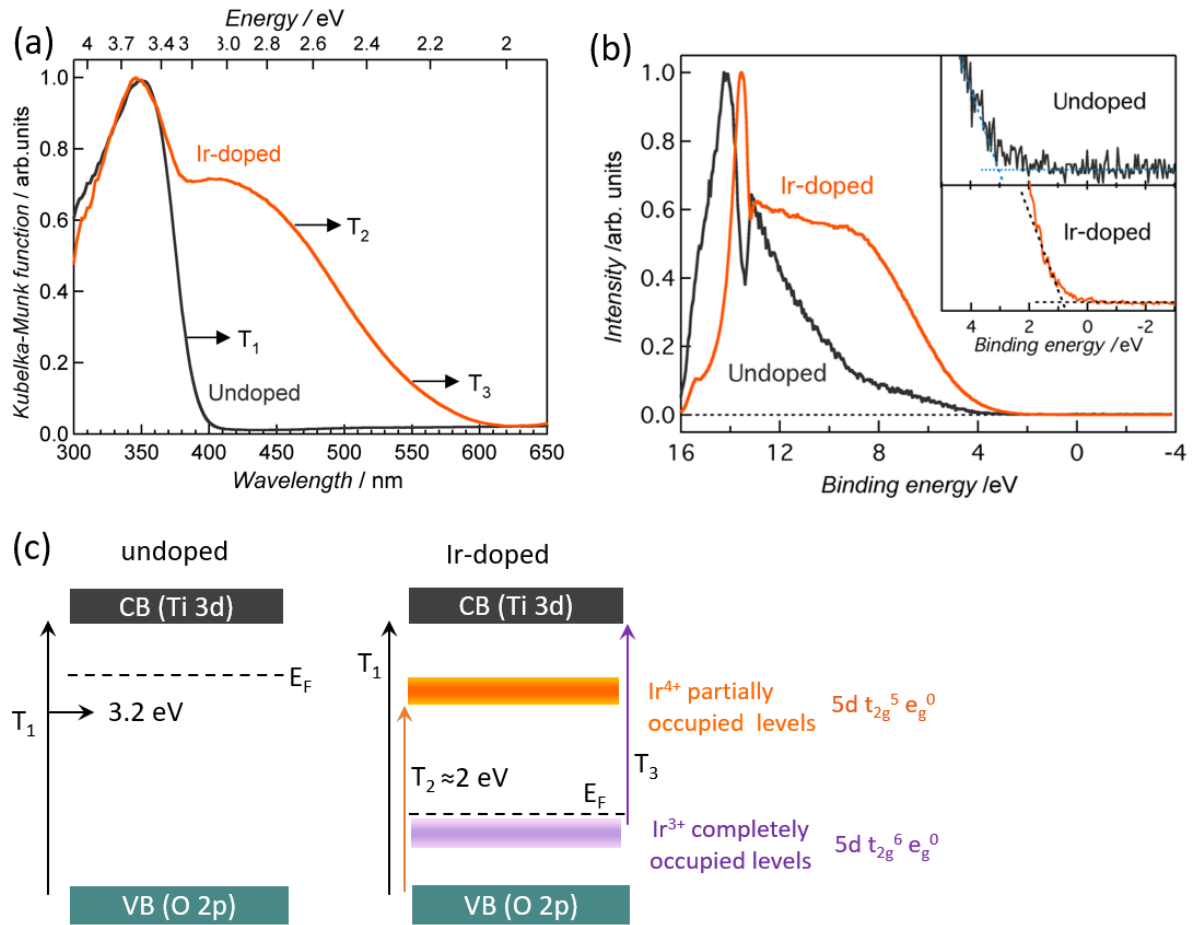 (a)
Energy / eV
4 3.7 3.4 3 3.0 2.8 2.6 2.4 2.2 2
Kubelka-Munk function / arb.units
1.0
0.8
0.6
0.4
0.2
0.0
Ir-doped
T2
T1
T3
Undoped
300 350 400 450 500 550 600 650
Wavelength / nm
(b)
Intensity /arb. units
1.0
0.8
0.6
0.4
0.2
0.0
Ir-doped
Undoped
16 12 8 4 0 -4
Binding energy /eV
Undoped
Ir-doped
4 2 0 -2
Binding energy /eV
(c)
undoped
CB (Ti 3d)
EF
T1
3.2 eV
VB (O 2p)
Ir-doped
CB (Ti 3d)
T1
Ir4+ partially
occupied levels
5d t2g5 eg0
T2 ≈2 eV
EF
T3
Ir3+ completely
occupied levels
5d t2g6 eg0
VB (O 2p)